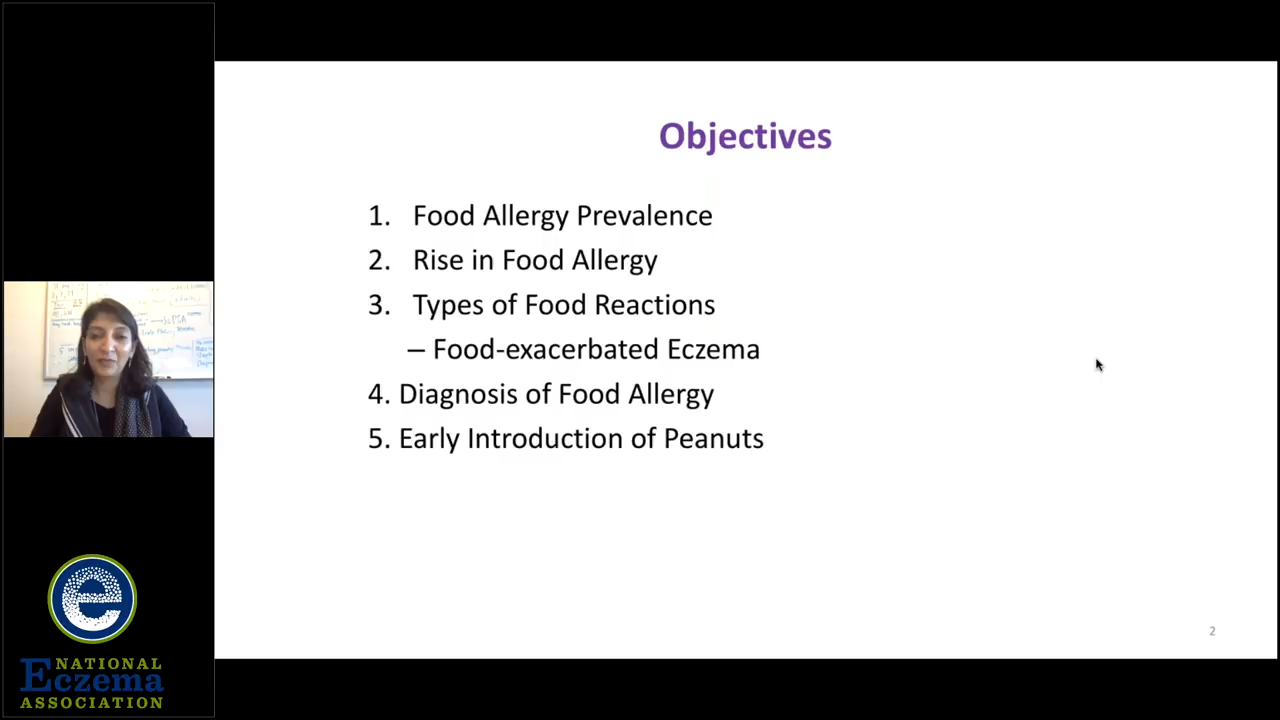 Objectives
1. Food Allergy Prevalence
2. Rise in Food Allergy
3. Types of Food Reactions
– Food-exacerbated Eczema
4. Diagnosis of Food Allergy
5. Early Introduction of Peanuts
2
e
NATIONAL
Eczema
ASSOCIATION